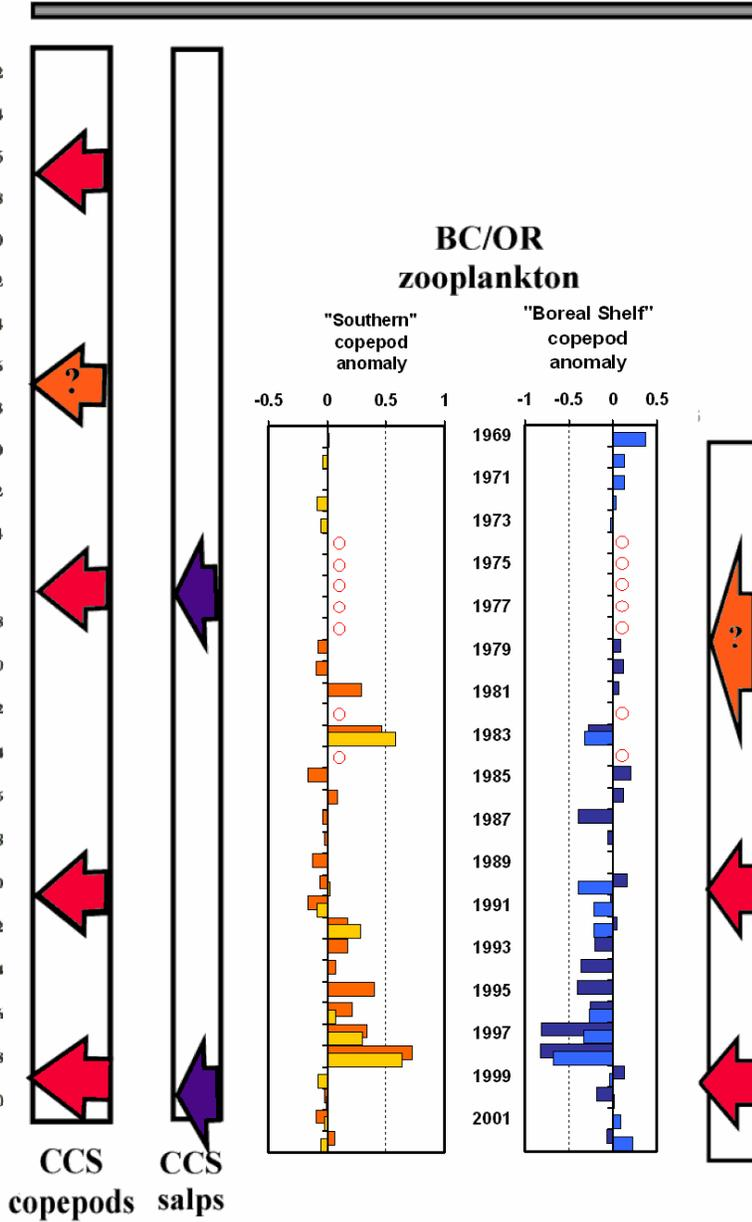 BC/OR
zooplankton
"Southern"
copepod
anomaly
"Boreal Shelf"
copepod
anomaly
-0.5 0 0.5 1
-1 -0.5 0 0.5
1969
1971
1973
1975
1977
1979
1981
1983
1985
1987
1989
1991
1993
1995
1997
1999
2001
?
?
CCS
copepods
CCS
salps